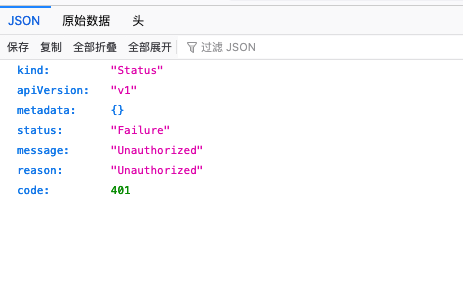 JSON 原始数据 头
保存 复制 全部折叠 全部展开 过滤 JSON
kind: "Status"
apiVersion: "v1"
metadata: {}
status: "Failure"
message: "Unauthorized"
reason: "Unauthorized"
code: 401